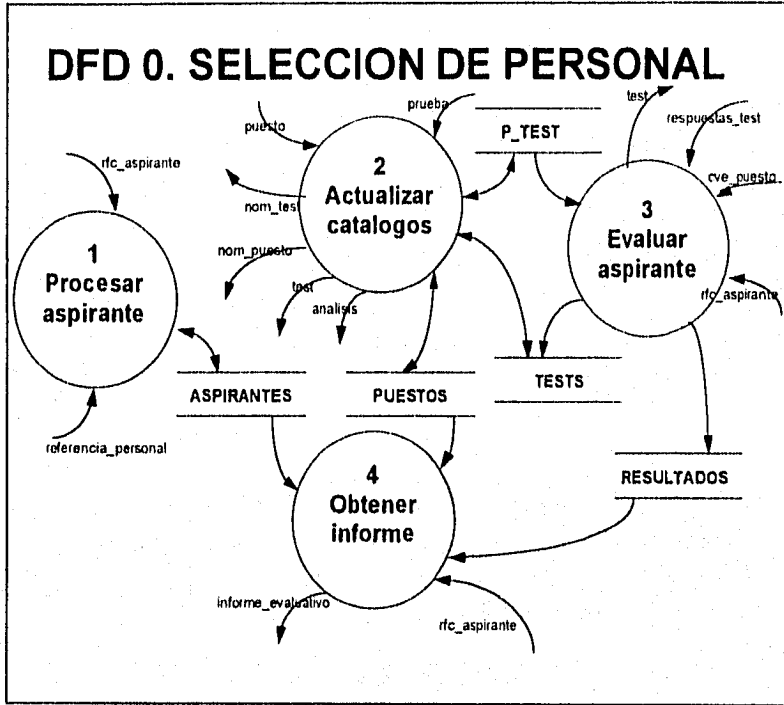 DFD 0. SELECCION DE PERSONAL
puesto
prueba
P_TEST
test
respuestas_test
cve_puesto
rfc_aspirante
2
Actualizar
catalogos
nom_test
nom_puesto
test
analisis
1
Procesar
aspirante
3
Evaluar
aspirante
rfc_aspirante
ASPIRANTES
PUESTOS
TESTS
referencia_personal
RESULTADOS
4
Obtener
informe
informe_evaluativo
rfc_aspirante